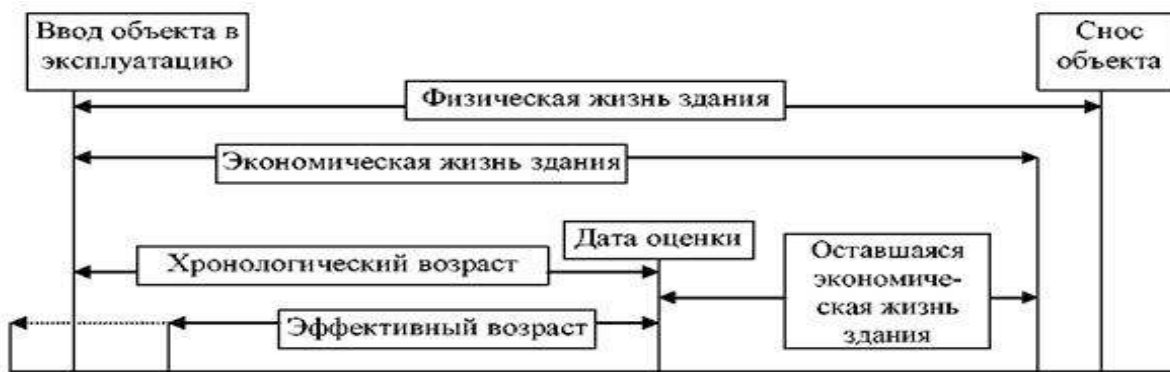 Ввод объекта в
эксплуатацию
Снос
объекта
Физическая жизнь здания
Экономическая жизнь здания
Дата оценки
Хронологический возраст
Оставшаяся
экономиче-
ская жизнь
здания
Эффективный возраст